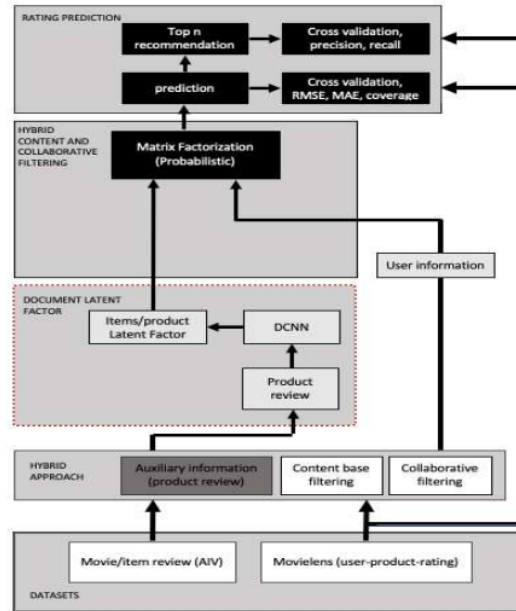 RATING PREDICTION
Top n
recommendation
Cross validation,
precision, recall
prediction
Cross validation,
RMSE, MAE, coverage
HYBRID
CONTENT AND
COLLABORATIVE
FILTERING
Matrix Factorization
(Probabilistic)
User information
DOCUMENT LATENT
FACTOR
Items/product
Latent Factor
DCNN
Product
review
HYBRID
APPROACH
Auxiliary information
(product review)
Content base
filtering
Collaborative
filtering
Movie/item review (AIV)
Movielens (user-product-rating)
DATASETS